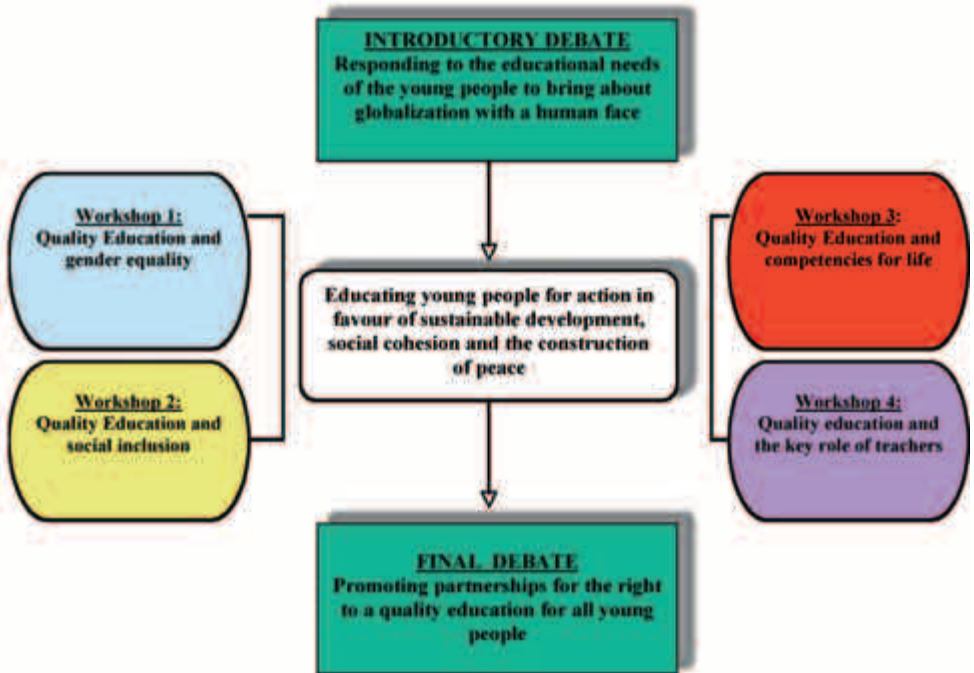 INTRODUCTORY DEBATE
Responding to the educational needs
of the young people to bring about
globalization with a human face
Workshop 1:
Quality Education and
gender equality
Workshop 2:
Quality Education and
social inclusion
Educating young people for action in
favour of sustainable development,
social cohesion and the construction
of peace
Workshop 3:
Quality Education and
competencies for life
Workshop 4:
Quality education and
the key role of teachers
FINAL DEBATE
Promoting partnerships for the right
to a quality education for all young
people